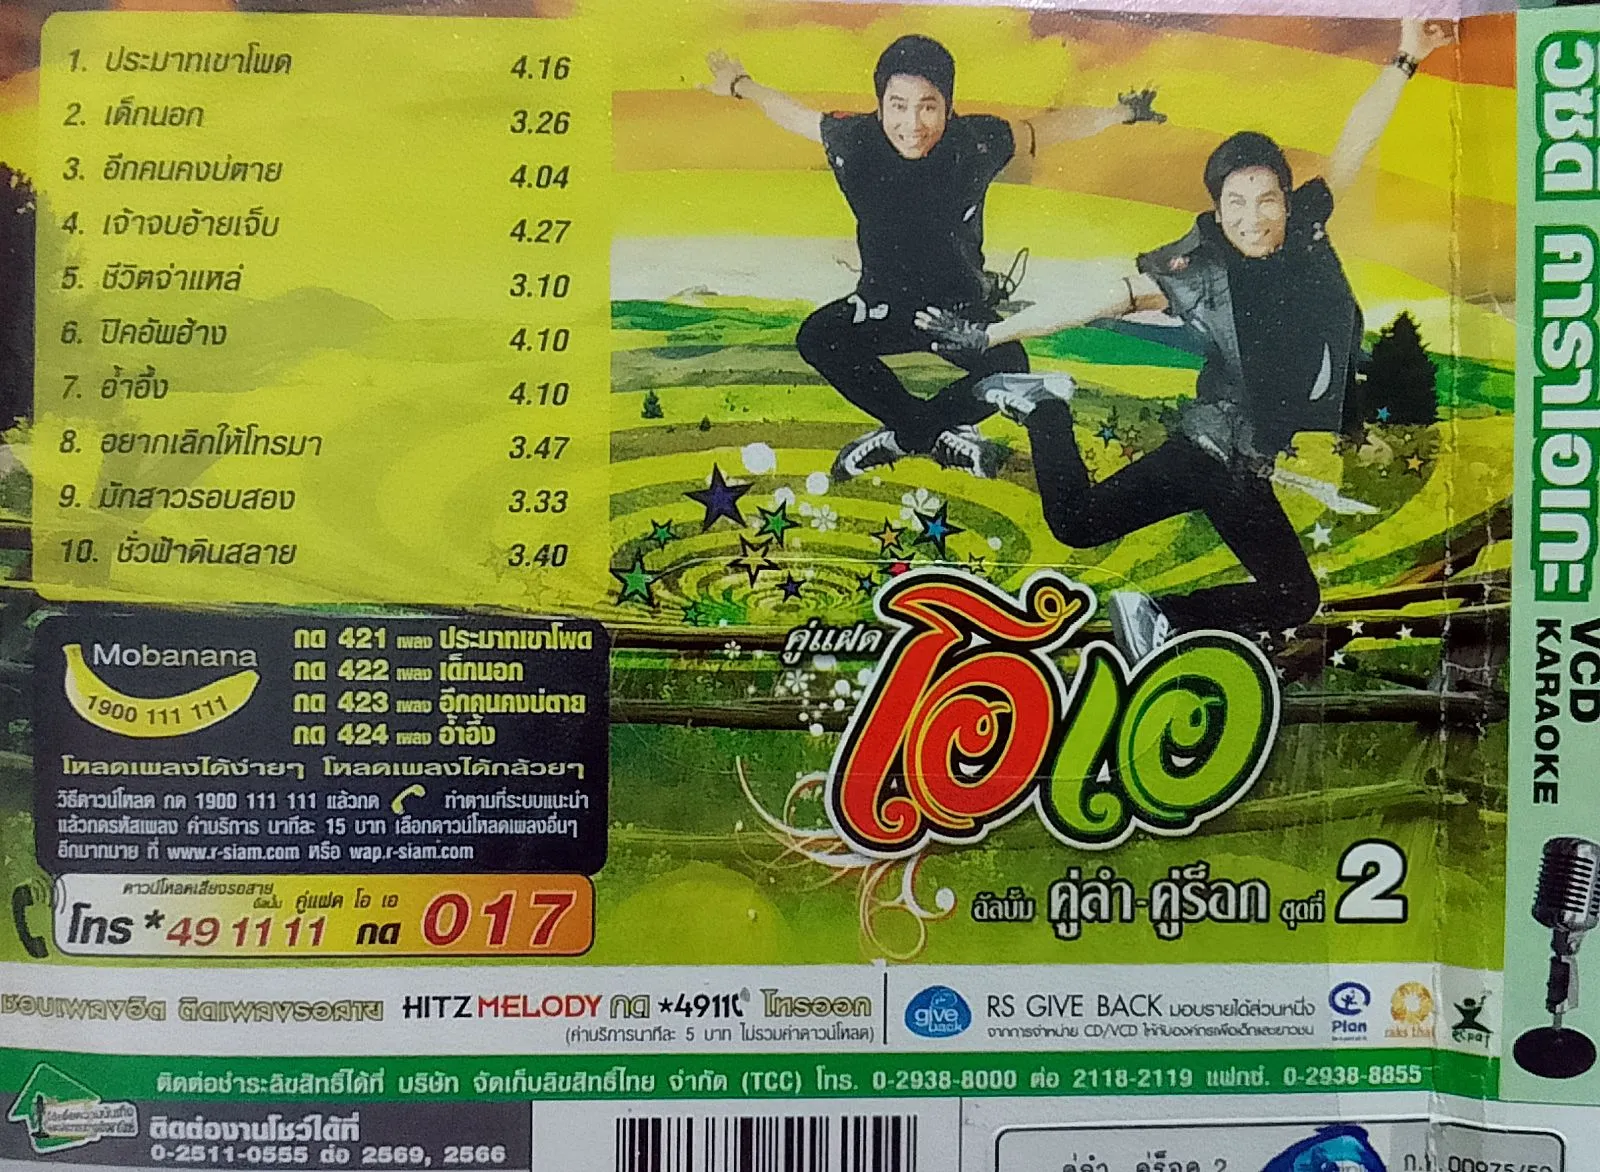 1. ประมาทเขาโพด 4.16
2. เด็กนอก 3.26
3. อีกคนคงบ่ตาย 4.04
4. เจ้าจบอ้ายเจ็บ 4.27
5. ชีวิตจ่าแหล่ 3.10
6. ปิคอัพฮ้าง 4.10
7. อ้ำอึ้ง 4.10
8. อยากเลิกให้โทรมา 3.47
9. มักสาวรอบสอง 3.33
10. ชั่วฟ้าดินสลาย 3.40
Mobanana
1900 111 111
กด 421 เพลง ประมาทเขาโพด
กด 422 เพลง เด็กนอก
กด 423 เพลง อีกคนคงบ่ตาย
กด 424 เพลง อ้ำอึ้ง
โหลดเพลงได้ง่ายๆ โหลดเพลงได้กล้วยๆ
วิธีดาวน์โหลด กด 1900 111 111 แล้วกด ทำตามที่ระบบแนะนำ
แล้วกดรหัสเพลง ค่าบริการ นาทีละ 15 บาท เลือกดาวน์โหลดเพลงอื่นๆ
อีกมากมาย ที่ www.r-siam.com หรือ wap.r-siam.com
ดาวน์โหลดเสียงรอสาย
อัลบั้ม คู่แฝด โอ เอ
โทร *49 11 11 กด 017
คู่แฝด
โอ เอ
อัลบั้ม คู่ลำ-คู่ร็อก ชุดที่ 2
ชอบเพลงฮิต ติดเพลงรอสาย HITZMELODY กด *49110 โทรออก
(ค่าบริการนาทีละ 5 บาท ไม่รวมค่าดาวน์โหลด)
give back
RS GIVE BACK มอบรายได้ส่วนหนึ่ง
จากการจำหน่าย CD/VCD ให้กับองค์กรเพื่อเด็กและเยาวชน
Plan
raks thai
ecpat
ติดต่อชำระลิขสิทธิ์ได้ที่ บริษัท จัดเก็บลิขสิทธิ์ไทย จำกัด (TCC) โทร. 0-2938-8000 ต่อ 2118-2119 แฟกซ์. 0-2938-8855
ติดต่องานโชว์ได้ที่
0-2511-0555 ต่อ 2569, 2566
คู่ลำ คู่ร็อค 2
วีซีดี คาราโอเกะ
VCD
KARAOKE